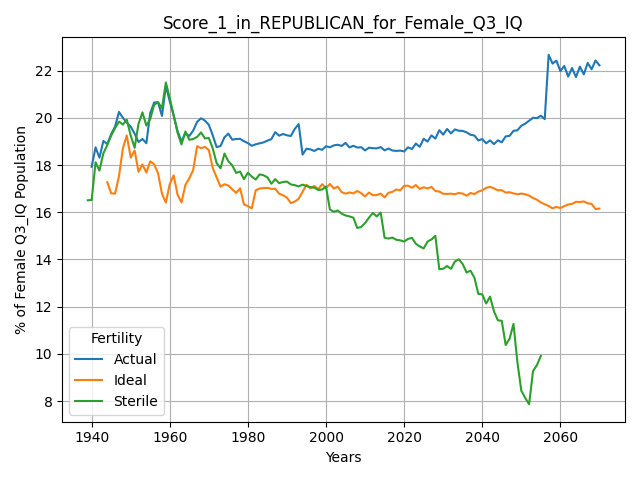 Score_1_in_REPUBLICAN_for_Female_Q3_IQ
% of Female Q3_IQ Population
22
20
18
16
14
12
10
8
Fertility
Actual
Ideal
Sterile
1940 1960 1980 2000 2020 2040 2060
Years